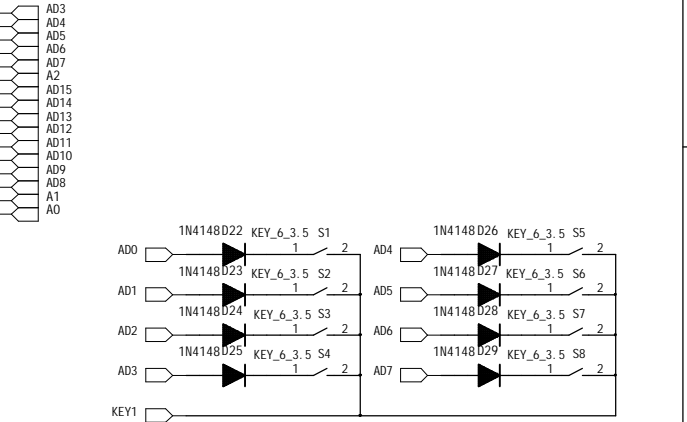 AD3
AD4
AD5
AD6
AD7
A2
AD15
AD14
AD13
AD12
AD11
AD10
AD9
AD8
A1
A0
1N4148 D22 KEY_6_3.5 S1
AD0 1 2
1N4148 D23 KEY_6_3.5 S2
AD1 1 2
1N4148 D24 KEY_6_3.5 S3
AD2 1 2
1N4148 D25 KEY_6_3.5 S4
AD3 1 2
1N4148 D26 KEY_6_3.5 S5
AD4 1 2
1N4148 D27 KEY_6_3.5 S6
AD5 1 2
1N4148 D28 KEY_6_3.5 S7
AD6 1 2
1N4148 D29 KEY_6_3.5 S8
AD7 1 2
KEY1